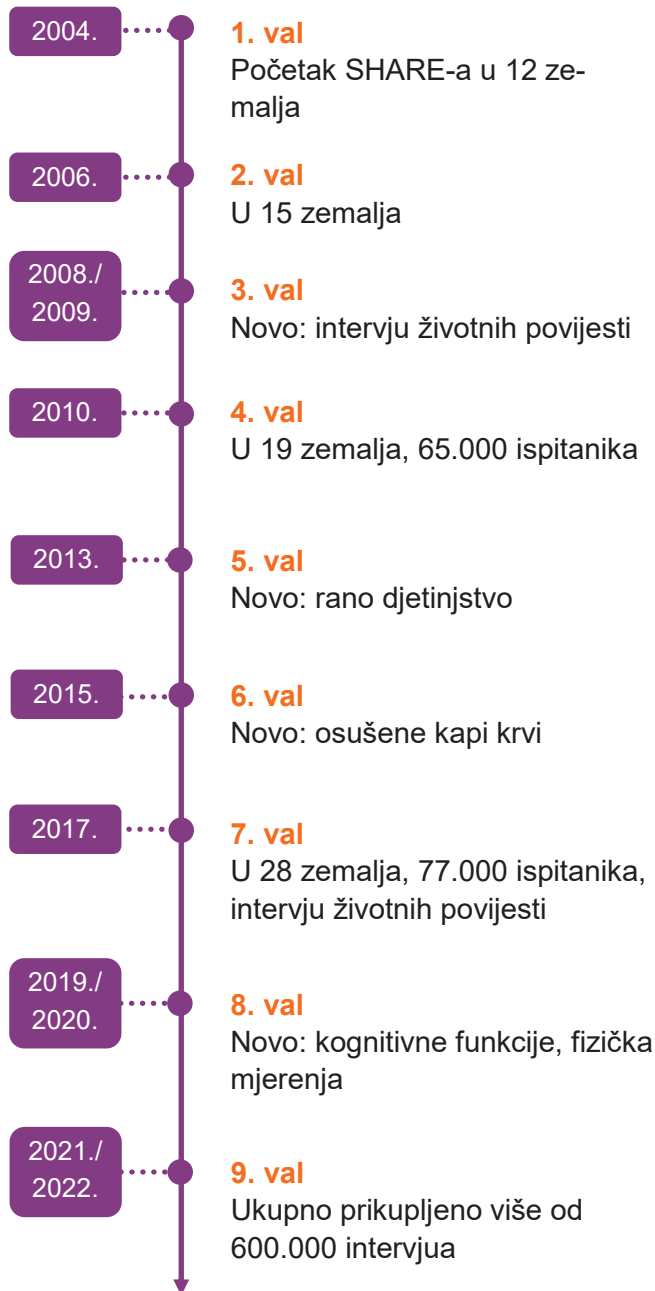 2004.
1. val
Početak SHARE-a u 12 ze-
malja
2006.
2. val
U 15 zemalja
2008./
2009.
3. val
Novo: intervju životnih povijesti
2010.
4. val
U 19 zemalja, 65.000 ispitanika
2013.
5. val
Novo: rano djetinjstvo
2015.
6. val
Novo: osušene kapi krvi
2017.
7. val
U 28 zemalja, 77.000 ispitanika,
intervju životnih povijesti
2019./
2020.
8. val
Novo: kognitivne funkcije, fizička
mjerenja
2021./
2022.
9. val
Ukupno prikupljeno više od
600.000 intervjua